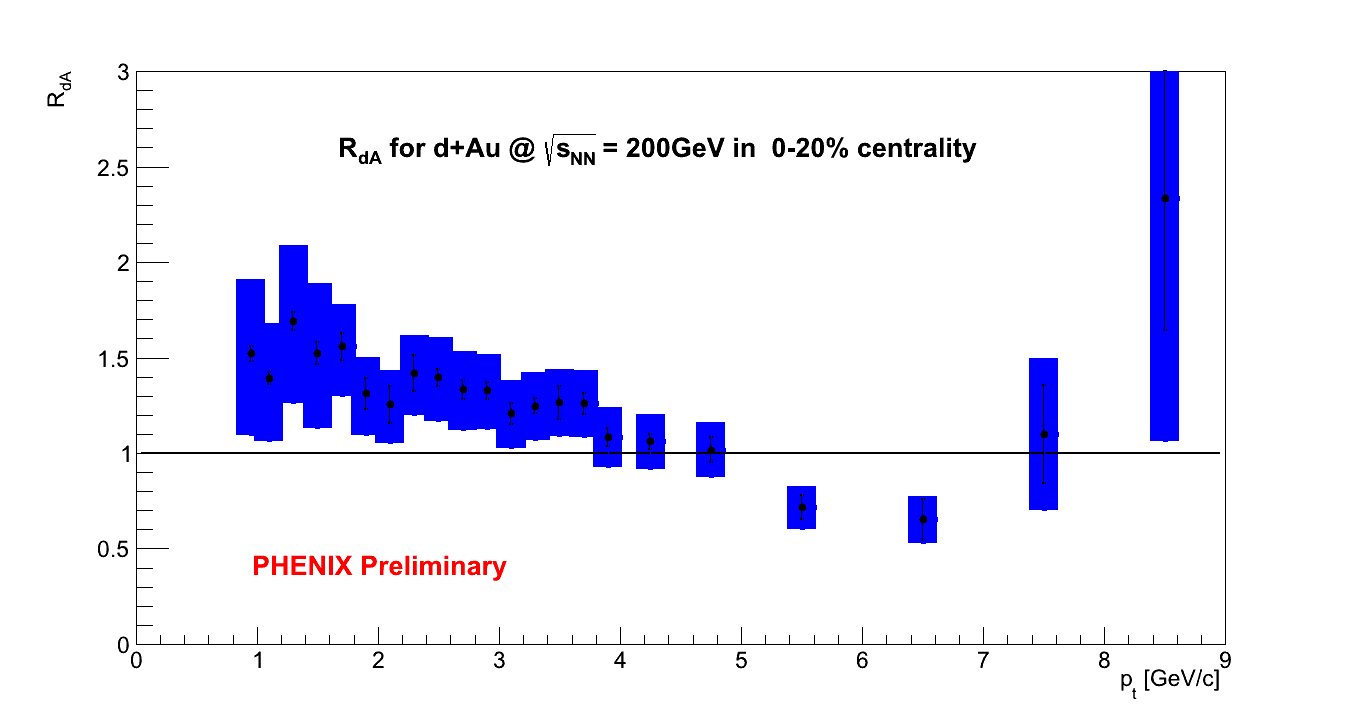 R_dA
3
R_dA for d+Au @ √s_NN = 200GeV in 0-20% centrality
2.5
2
1.5
1
0.5
PHENIX Preliminary
0
0 1 2 3 4 5 6 7 8 9
p_t [GeV/c]